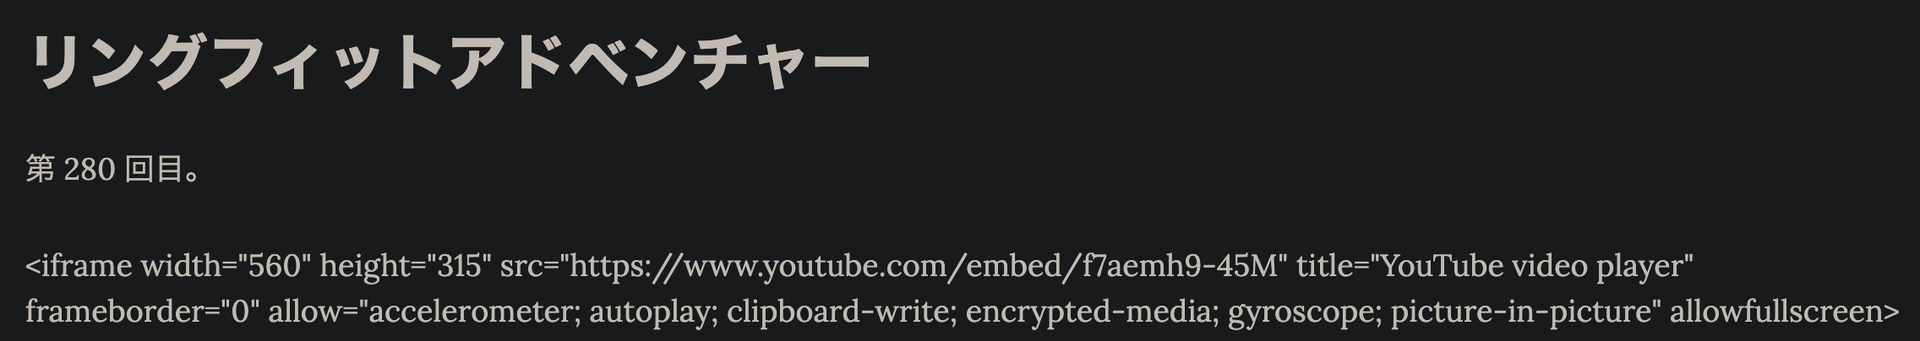 リングフィットアドベンチャー
第 280 回目。
<iframe width="560" height="315" src="https://www.youtube.com/embed/f7aemh9-45M" title="YouTube video player"
frameborder="0" allow="accelerometer; autoplay; clipboard-write; encrypted-media; gyroscope; picture-in-picture" allowfullscreen>